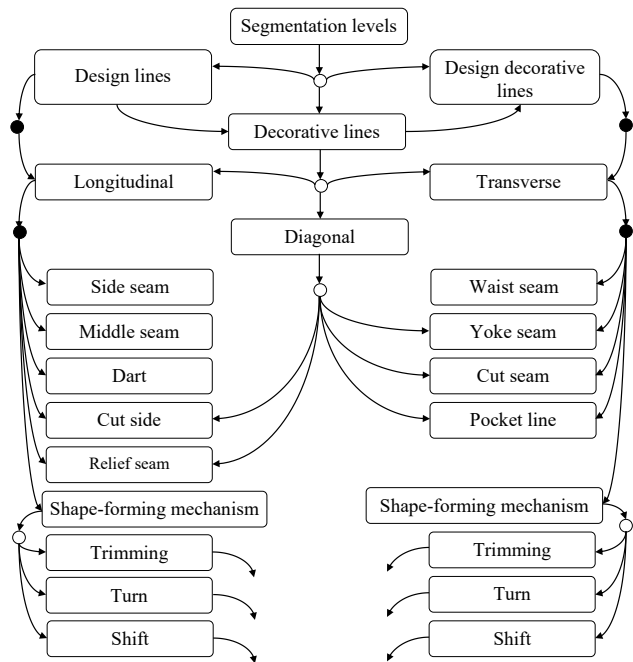 Segmentation levels
Design lines
Design decorative
lines
Decorative lines
Longitudinal
Transverse
Diagonal
Side seam
Waist seam
Middle seam
Yoke seam
Dart
Cut seam
Cut side
Pocket line
Relief seam
Shape-forming mechanism
Shape-forming mechanism
Trimming
Trimming
Turn
Turn
Shift
Shift